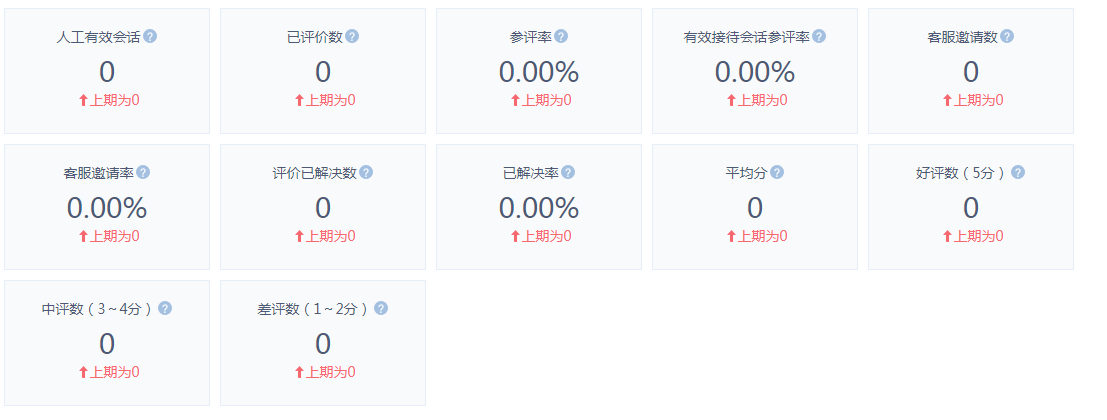 人工有效会话 ?
0
上期为0
已评价数 ?
0
上期为0
参评率 ?
0.00%
上期为0
有效接待会话参评率 ?
0.00%
上期为0
客服邀请数 ?
0
上期为0
客服邀请率 ?
0.00%
上期为0
评价已解决数 ?
0
上期为0
已解决率 ?
0.00%
上期为0
平均分 ?
0
上期为0
好评数（5分） ?
0
上期为0
中评数（3～4分） ?
0
上期为0
差评数（1～2分） ?
0
上期为0